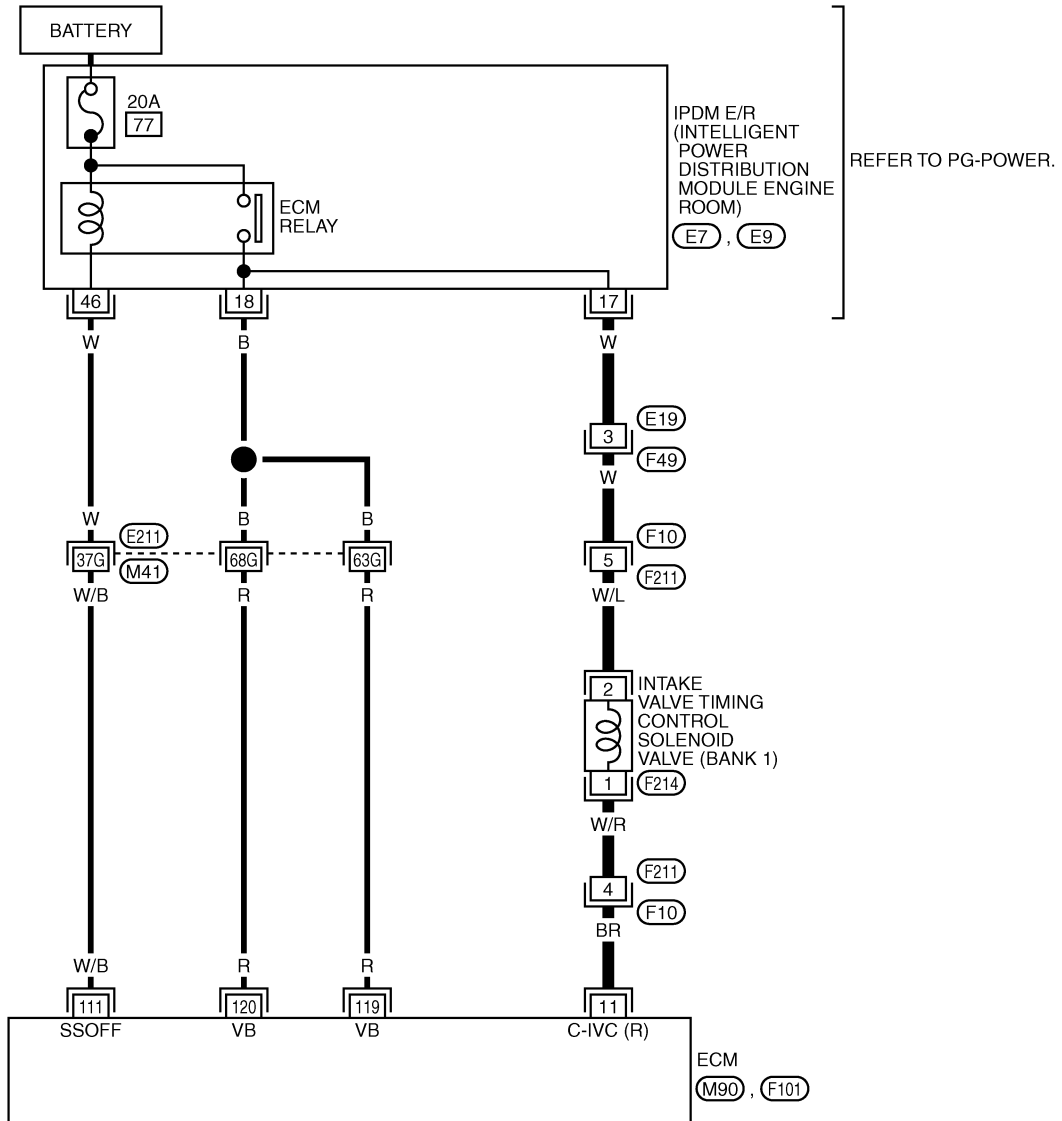 BATTERY
20A
77
IPDM E/R
(INTELLIGENT
POWER
DISTRIBUTION
MODULE ENGINE
ROOM)
E7 , E9
REFER TO PG-POWER.
ECM
RELAY
46 18 17
W B W
3 E19
F49
W
W B B
37G E211
M41
68G 63G
5 F10
F211
W/B R R W/L
2 INTAKE
VALVE TIMING
CONTROL
SOLENOID
VALVE (BANK 1)
1 F214
W/R
4 F211
F10
BR
W/B R R
111 120 119 11
SSOFF VB VB C-IVC (R)
ECM
M90 , F101